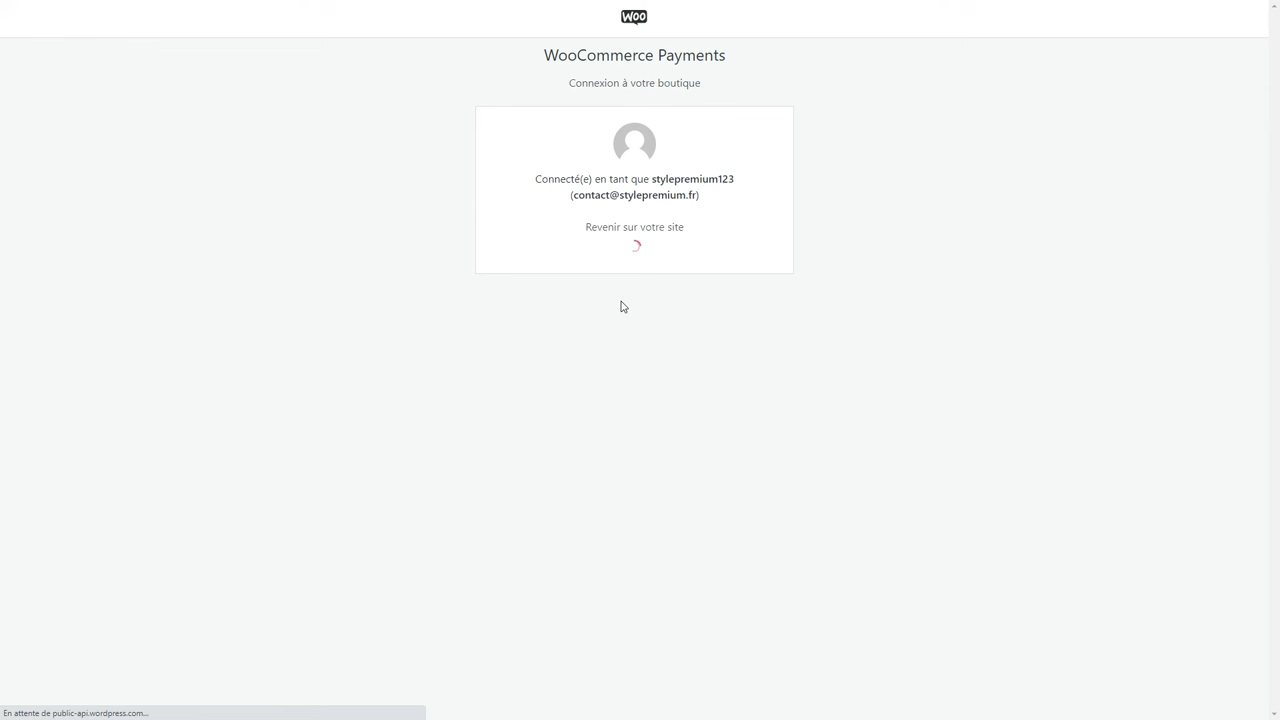 WOO
WooCommerce Payments
Connexion à votre boutique
Connecté(e) en tant que stylepremium123
(contact@stylepremium.fr)
Revenir sur votre site
En attente de public-api.wordpress.com...